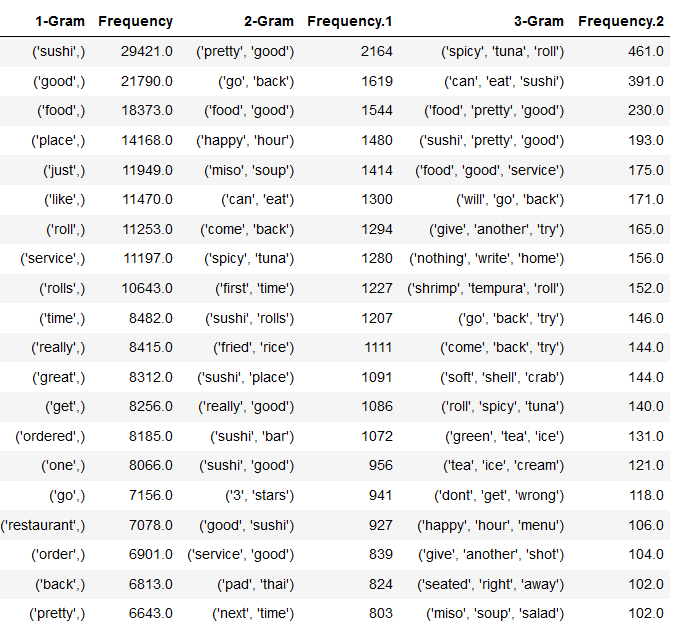 1-Gram Frequency 2-Gram Frequency.1 3-Gram Frequency.2
('sushi',) 29421.0 ('pretty', 'good') 2164 ('spicy', 'tuna', 'roll') 461.0
('good',) 21790.0 ('go', 'back') 1619 ('can', 'eat', 'sushi') 391.0
('food',) 18373.0 ('food', 'good') 1544 ('food', 'pretty', 'good') 230.0
('place',) 14168.0 ('happy', 'hour') 1480 ('sushi', 'pretty', 'good') 193.0
('just',) 11949.0 ('miso', 'soup') 1414 ('food', 'good', 'service') 175.0
('like',) 11470.0 ('can', 'eat') 1300 ('will', 'go', 'back') 171.0
('roll',) 11253.0 ('come', 'back') 1294 ('give', 'another', 'try') 165.0
('service',) 11197.0 ('spicy', 'tuna') 1280 ('nothing', 'write', 'home') 156.0
('rolls',) 10643.0 ('first', 'time') 1227 ('shrimp', 'tempura', 'roll') 152.0
('time',) 8482.0 ('sushi', 'rolls') 1207 ('go', 'back', 'try') 146.0
('really',) 8415.0 ('fried', 'rice') 1111 ('come', 'back', 'try') 144.0
('great',) 8312.0 ('sushi', 'place') 1091 ('soft', 'shell', 'crab') 144.0
('get',) 8256.0 ('really', 'good') 1086 ('roll', 'spicy', 'tuna') 140.0
('ordered',) 8185.0 ('sushi', 'bar') 1072 ('green', 'tea', 'ice') 131.0
('one',) 8066.0 ('sushi', 'good') 956 ('tea', 'ice', 'cream') 121.0
('go',) 7156.0 ('3', 'stars') 941 ('dont', 'get', 'wrong') 118.0
('restaurant',) 7078.0 ('good', 'sushi') 927 ('happy', 'hour', 'menu') 106.0
('order',) 6901.0 ('service', 'good') 839 ('give', 'another', 'shot') 104.0
('back',) 6813.0 ('pad', 'thai') 824 ('seated', 'right', 'away') 102.0
('pretty',) 6643.0 ('next', 'time') 803 ('miso', 'soup', 'salad') 102.0